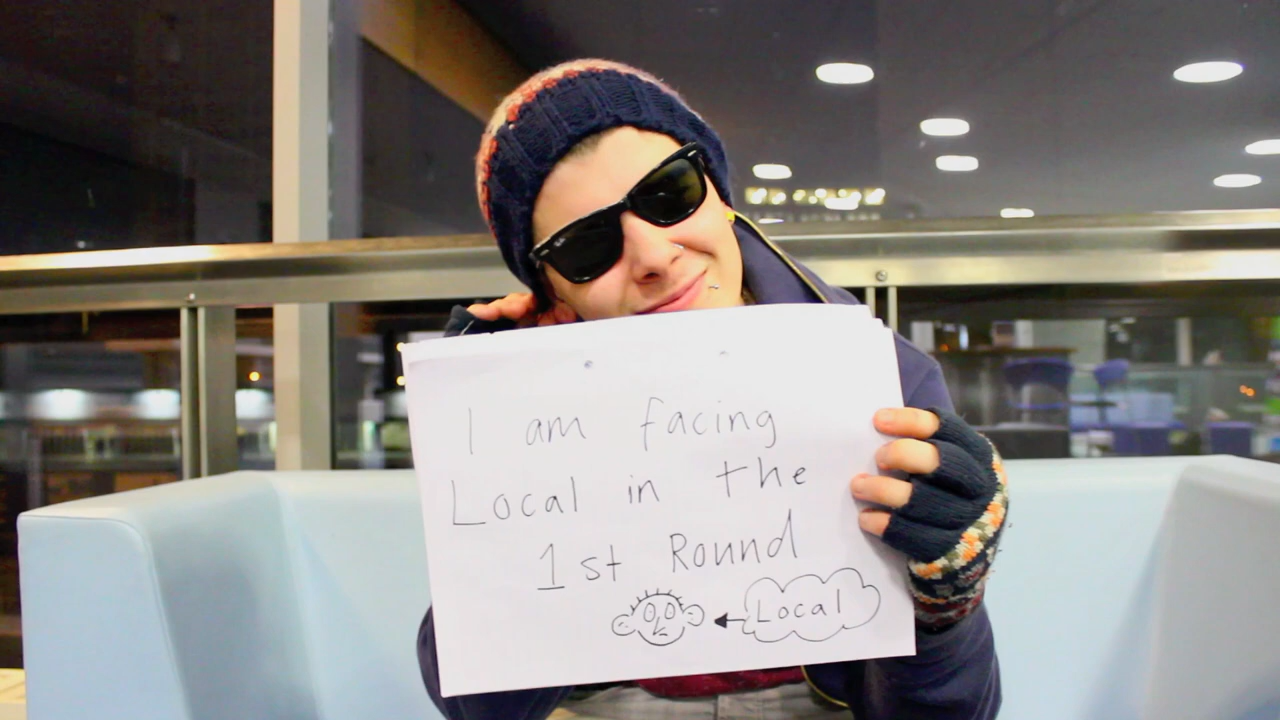 I am facing
Local in the
1st Round
Local